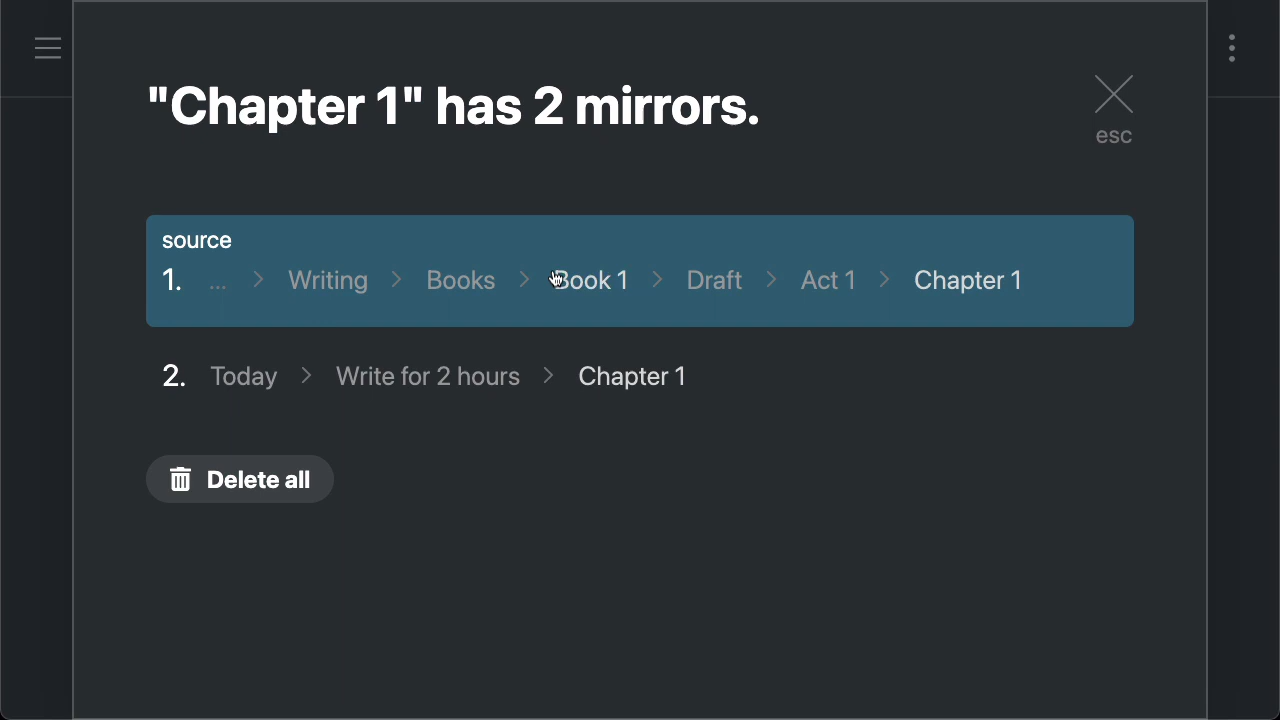 "Chapter 1" has 2 mirrors.
esc
source
1. ... > Writing > Books > Book 1 > Draft > Act 1 > Chapter 1
2. Today > Write for 2 hours > Chapter 1
Delete all